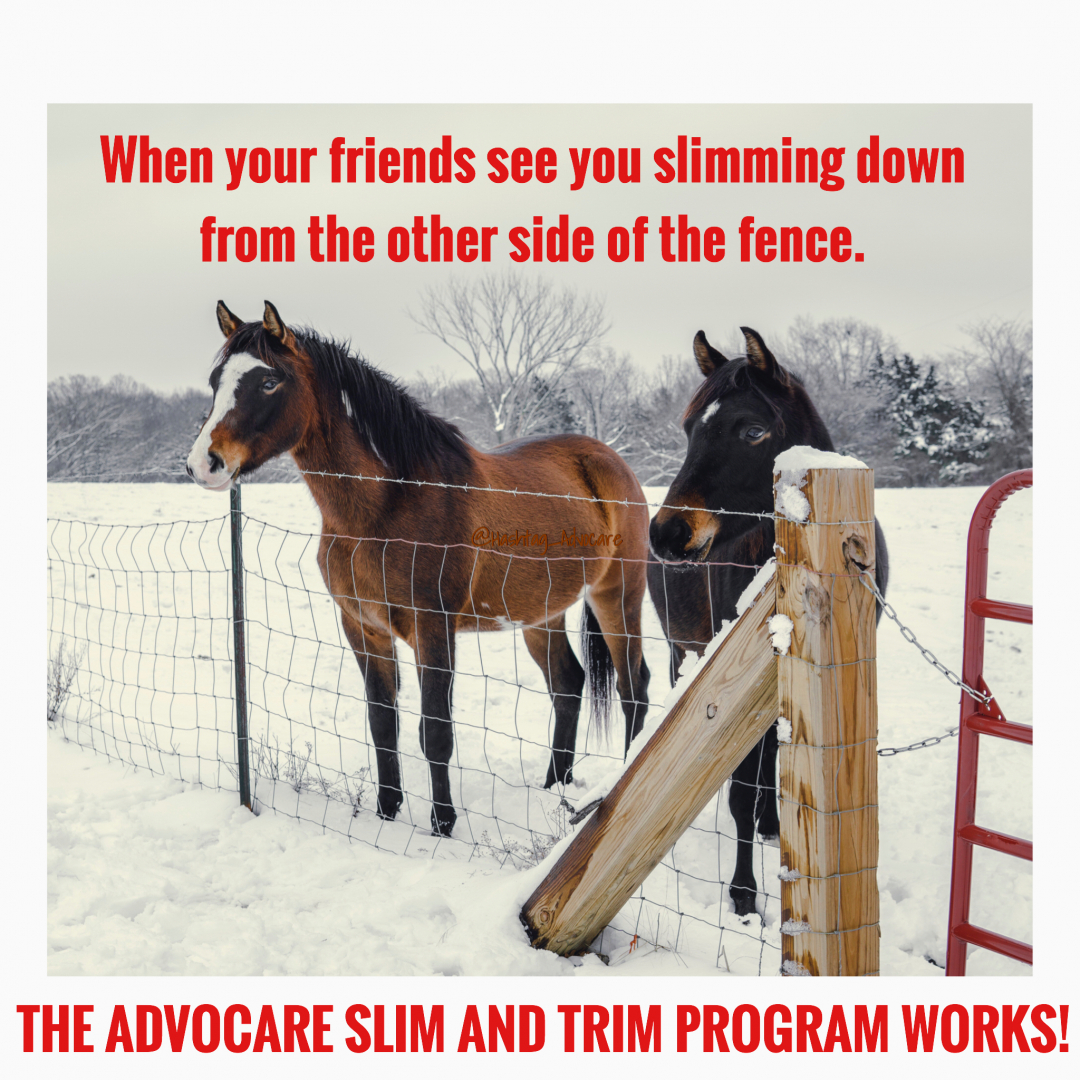 When your friends see you slimming down
from the other side of the fence.
THE ADVOCARE SLIM AND TRIM PROGRAM WORKS!